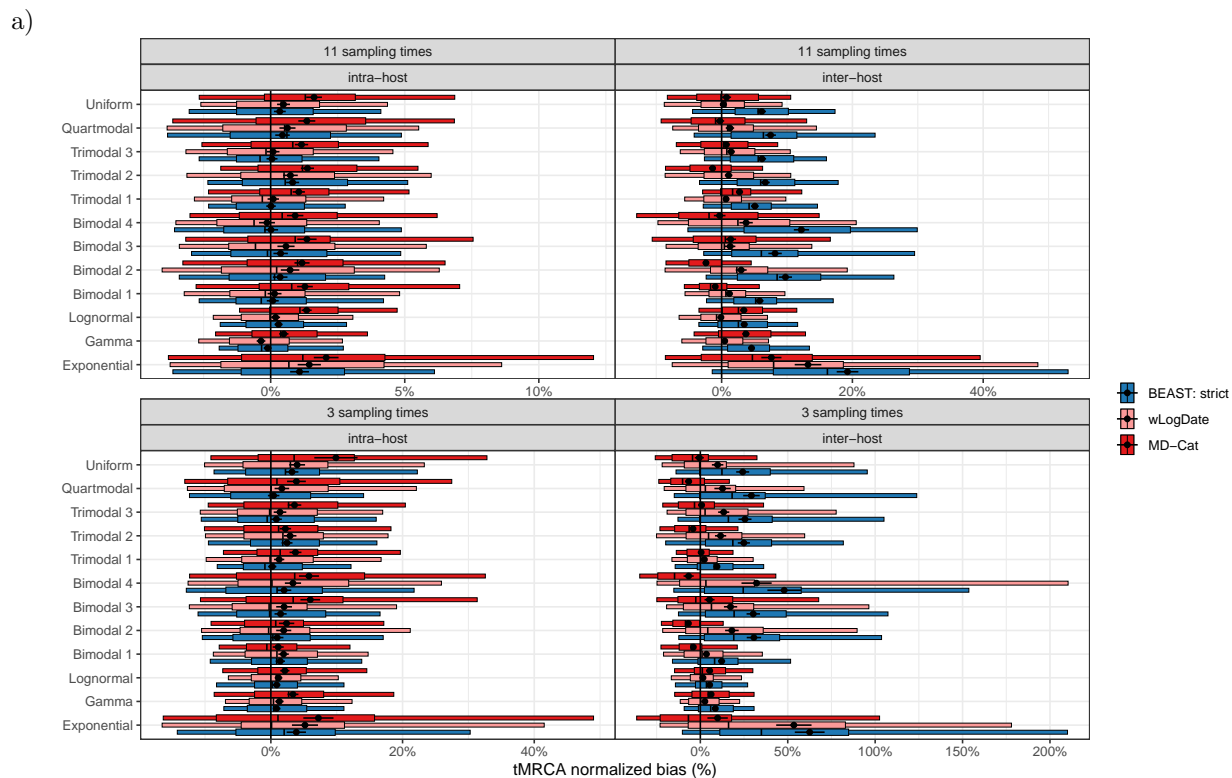 a)
11 sampling times
11 sampling times
intra−host
inter−host
Uniform
Quartmodal
Trimodal 3
Trimodal 2
Trimodal 1
Bimodal 4
Bimodal 3
Bimodal 2
Bimodal 1
Lognormal
Gamma
Exponential
0% 5% 10% 0% 20% 40%
3 sampling times
3 sampling times
intra−host
inter−host
Uniform
Quartmodal
Trimodal 3
Trimodal 2
Trimodal 1
Bimodal 4
Bimodal 3
Bimodal 2
Bimodal 1
Lognormal
Gamma
Exponential
0% 20% 40% 0% 50% 100% 150% 200%
tMRCA normalized bias (%)
BEAST: strict
wLogDate
MD−Cat